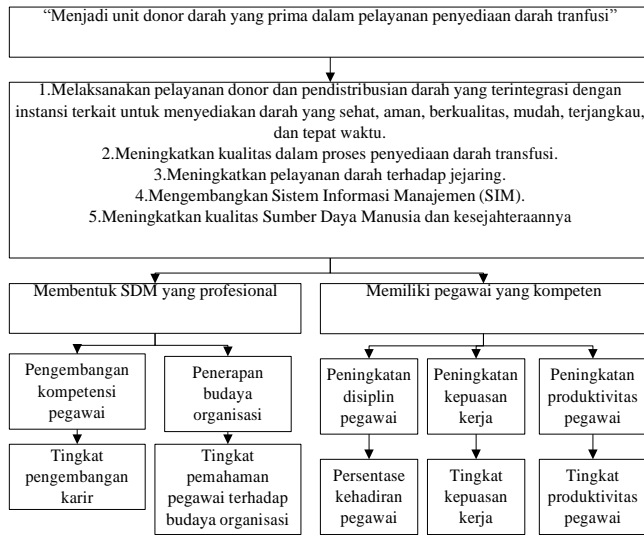 “Menjadi unit donor darah yang prima dalam pelayanan penyediaan darah tranfusi”
1.Melaksanakan pelayanan donor dan pendistribusian darah yang terintegrasi dengan
instansi terkait untuk menyediakan darah yang sehat, aman, berkualitas, mudah, terjangkau,
dan tepat waktu.
2.Meningkatkan kualitas dalam proses penyediaan darah transfusi.
3.Meningkatkan pelayanan darah terhadap jejaring.
4.Mengembangkan Sistem Informasi Manajemen (SIM).
5.Meningkatkan kualitas Sumber Daya Manusia dan kesejahteraannya
Membentuk SDM yang profesional
Memiliki pegawai yang kompeten
Pengembangan
kompetensi
pegawai
Penerapan
budaya
organisasi
Peningkatan
disiplin
pegawai
Peningkatan
kepuasan
kerja
Peningkatan
produktivitas
pegawai
Tingkat
pengembangan
karir
Tingkat
pemahaman
pegawai terhadap
budaya organisasi
Persentase
kehadiran
pegawai
Tingkat
kepuasan
kerja
Tingkat
produktivitas
pegawai